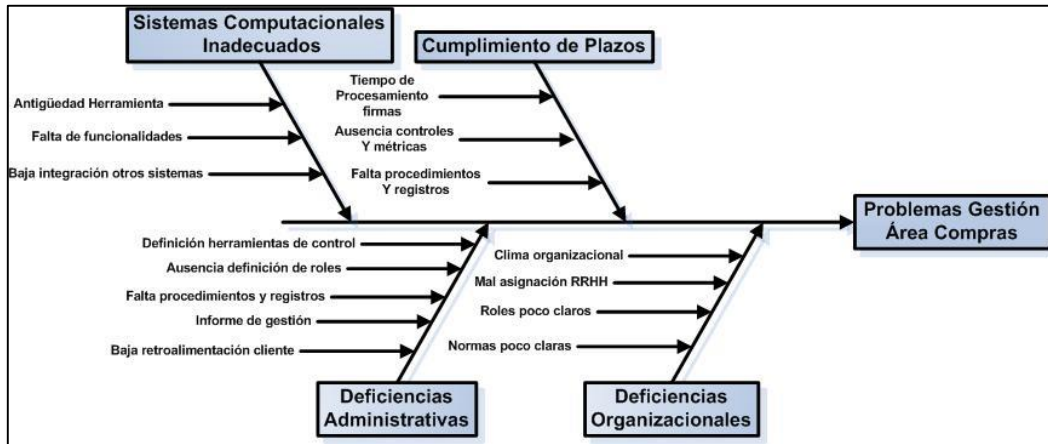 Sistemas Computacionales
Inadecuados
Cumplimiento de Plazos
Antigüedad Herramienta
Falta de funcionalidades
Baja integración otros sistemas
Tiempo de
Procesamiento
firmas
Ausencia controles
Y métricas
Falta procedimientos
Y registros
Problemas Gestión
Área Compras
Definición herramientas de control
Ausencia definición de roles
Falta procedimientos y registros
Informe de gestión
Baja retroalimentación cliente
Clima organizacional
Mal asignación RRHH
Roles poco claros
Normas poco claras
Deficiencias
Administrativas
Deficiencias
Organizacionales